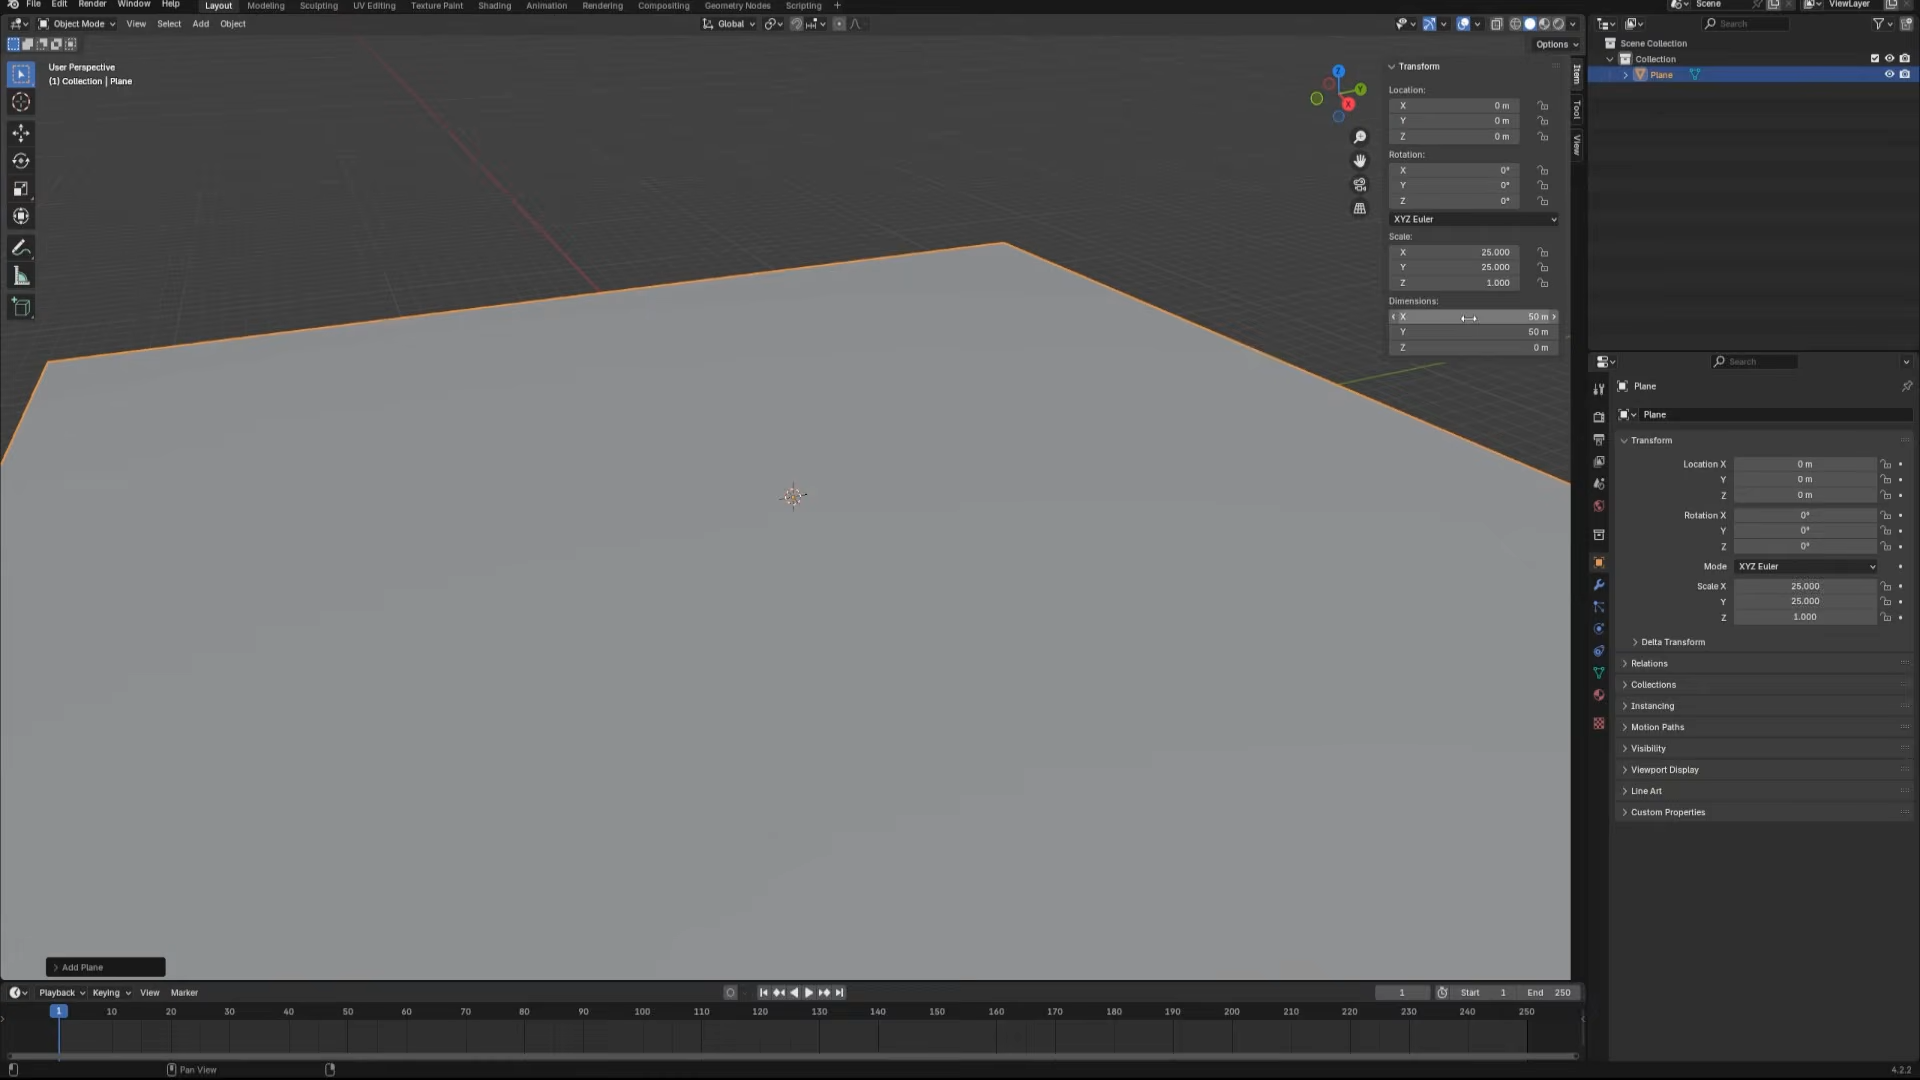 File Edit Render Window Help Layout Modeling Sculpting UV Editing Texture Paint Shading Animation Rendering Compositing Geometry Nodes Scripting + Scene ViewLayer
Object Mode View Select Add Object Global Search
Options
User Perspective
(1) Collection | Plane
Transform
Location:
X 0 m
Y 0 m
Z 0 m
Rotation:
X 0°
Y 0°
Z 0°
XYZ Euler
Scale:
X 25.000
Y 25.000
Z 1.000
Dimensions:
X 50 m
Y 50 m
Z 0 m
Item
Tool
View
Z
Y
X
Scene Collection
Collection
Plane
Search
Plane
Plane
Transform
Location X 0 m
Y 0 m
Z 0 m
Rotation X 0°
Y 0°
Z 0°
Mode XYZ Euler
Scale X 25.000
Y 25.000
Z 1.000
Delta Transform
Relations
Collections
Instancing
Motion Paths
Visibility
Viewport Display
Line Art
Custom Properties
Add Plane
Playback Keying View Marker 1 Start 1 End 250
1 10 20 30 40 50 60 70 80 90 100 110 120 130 140 150 160 170 180 190 200 210 220 230 240 250
Pan View 4.2.2